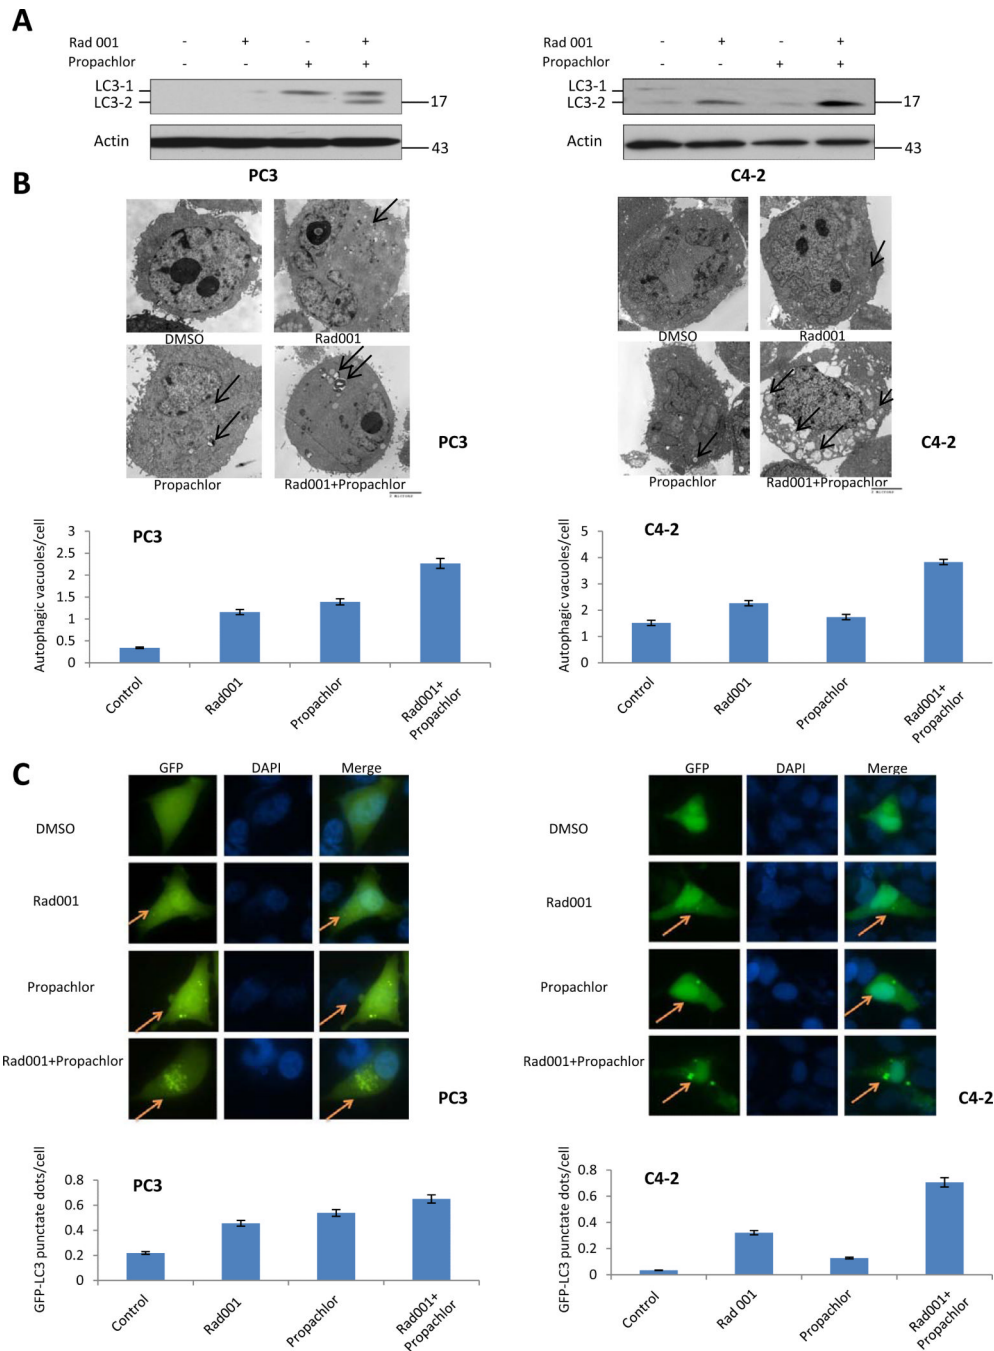 A
Rad 001 - + - +
Propachlor - - + +
LC3-1
LC3-2
17
Actin
43
PC3
Rad 001 - + - +
Propachlor - - + +
LC3-1
LC3-2
17
Actin
43
C4-2
B
DMSO
Rad001
Propachlor
Rad001+Propachlor
PC3
DMSO
Rad001
Propachlor
Rad001+Propachlor
C4-2
PC3
Autophagic vacuoles/cell
3
2.5
2
1.5
1
0.5
0
Control
Rad001
Propachlor
Rad001+
Propachlor
C4-2
Autophagic vacuoles/cell
5
4
3
2
1
0
Control
Rad001
Propachlor
Rad001+
Propachlor
C
GFP DAPI Merge
DMSO
Rad001
Propachlor
Rad001+Propachlor
PC3
GFP DAPI Merge
DMSO
Rad001
Propachlor
Rad001+Propachlor
C4-2
PC3
GFP-LC3 punctate dots/cell
0.8
0.6
0.4
0.2
0
Control
Rad001
Propachlor
Rad001+
Propachlor
C4-2
GFP-LC3 punctate dots/cell
0.8
0.6
0.4
0.2
0
Control
Rad 001
Propachlor
Rad001+
Propachlor